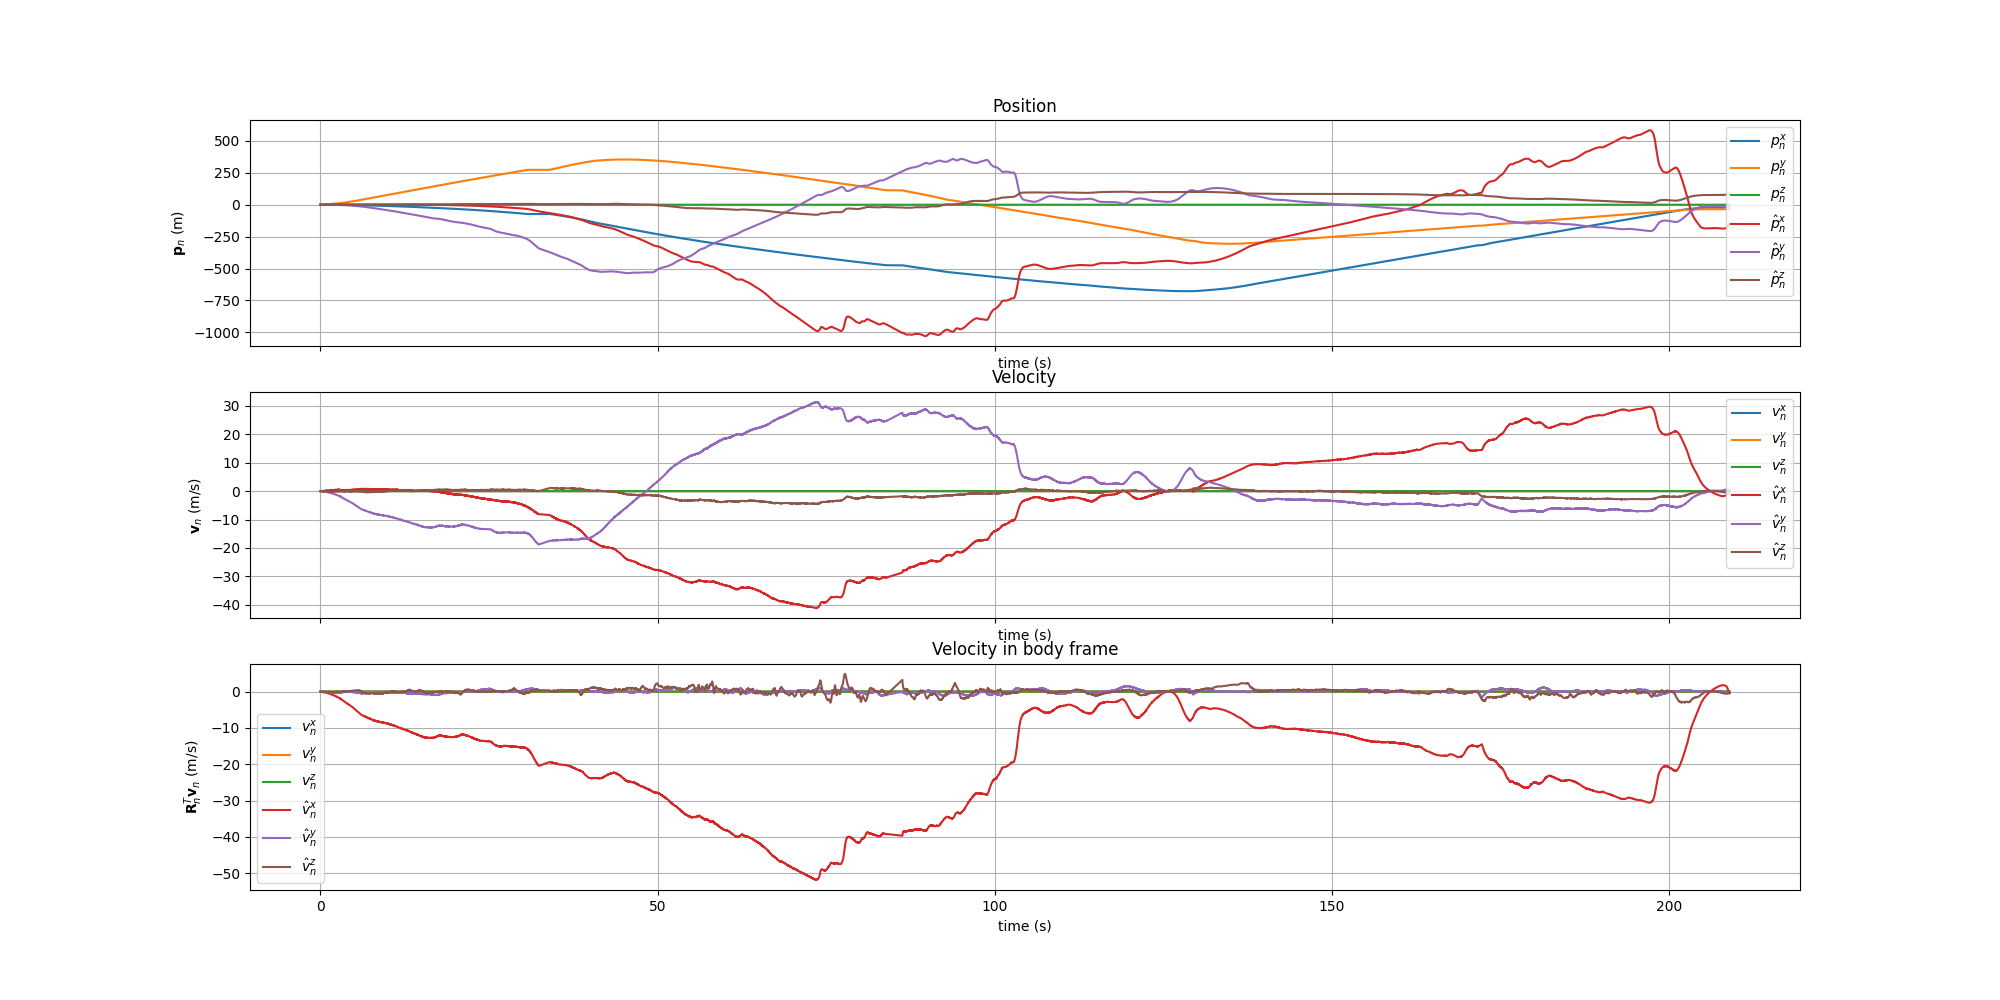 Position
500
250
0
−250
−500
−750
−1000
p_n (m)
p_n^x
p_n^y
p_n^z
p̂_n^x
p̂_n^y
p̂_n^z
time (s)
Velocity
30
20
10
0
−10
−20
−30
−40
v_n (m/s)
v_n^x
v_n^y
v_n^z
v̂_n^x
v̂_n^y
v̂_n^z
time (s)
Velocity in body frame
0
−10
−20
−30
−40
−50
R_n^T v_n (m/s)
v_n^x
v_n^y
v_n^z
v̂_n^x
v̂_n^y
v̂_n^z
0 50 100 150 200
time (s)